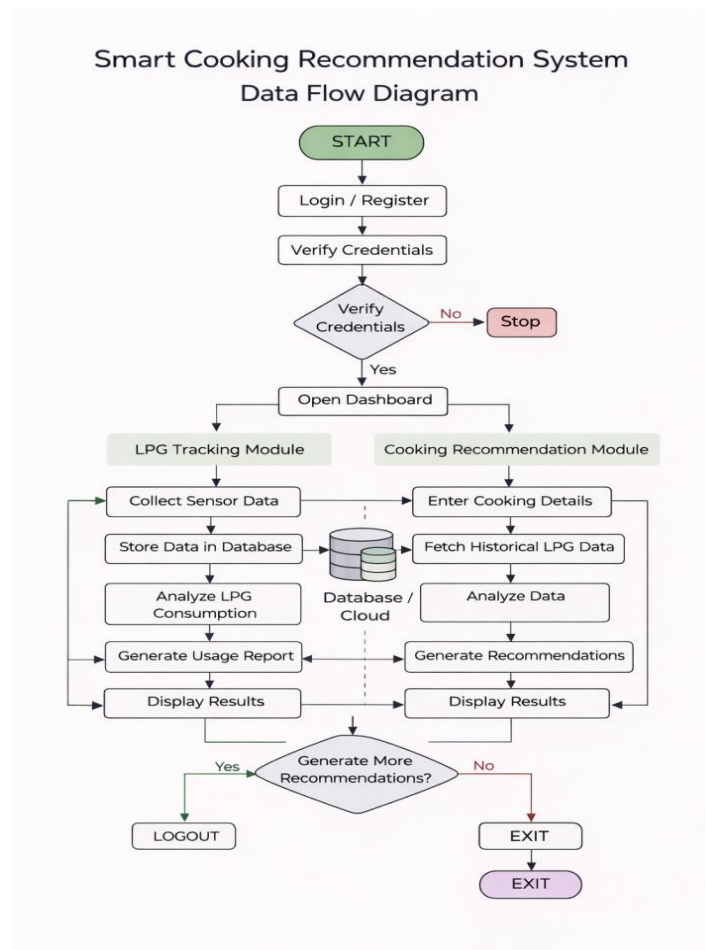 Smart Cooking Recommendation System
Data Flow Diagram
START
Login / Register
Verify Credentials
Verify
Credentials
No
Stop
Yes
Open Dashboard
LPG Tracking Module
Cooking Recommendation Module
Collect Sensor Data
Enter Cooking Details
Store Data in Database
Fetch Historical LPG Data
Analyze LPG
Consumption
Database /
Cloud
Analyze Data
Generate Usage Report
Generate Recommendations
Display Results
Display Results
Generate More
Recommendations?
Yes
No
LOGOUT
EXIT
EXIT